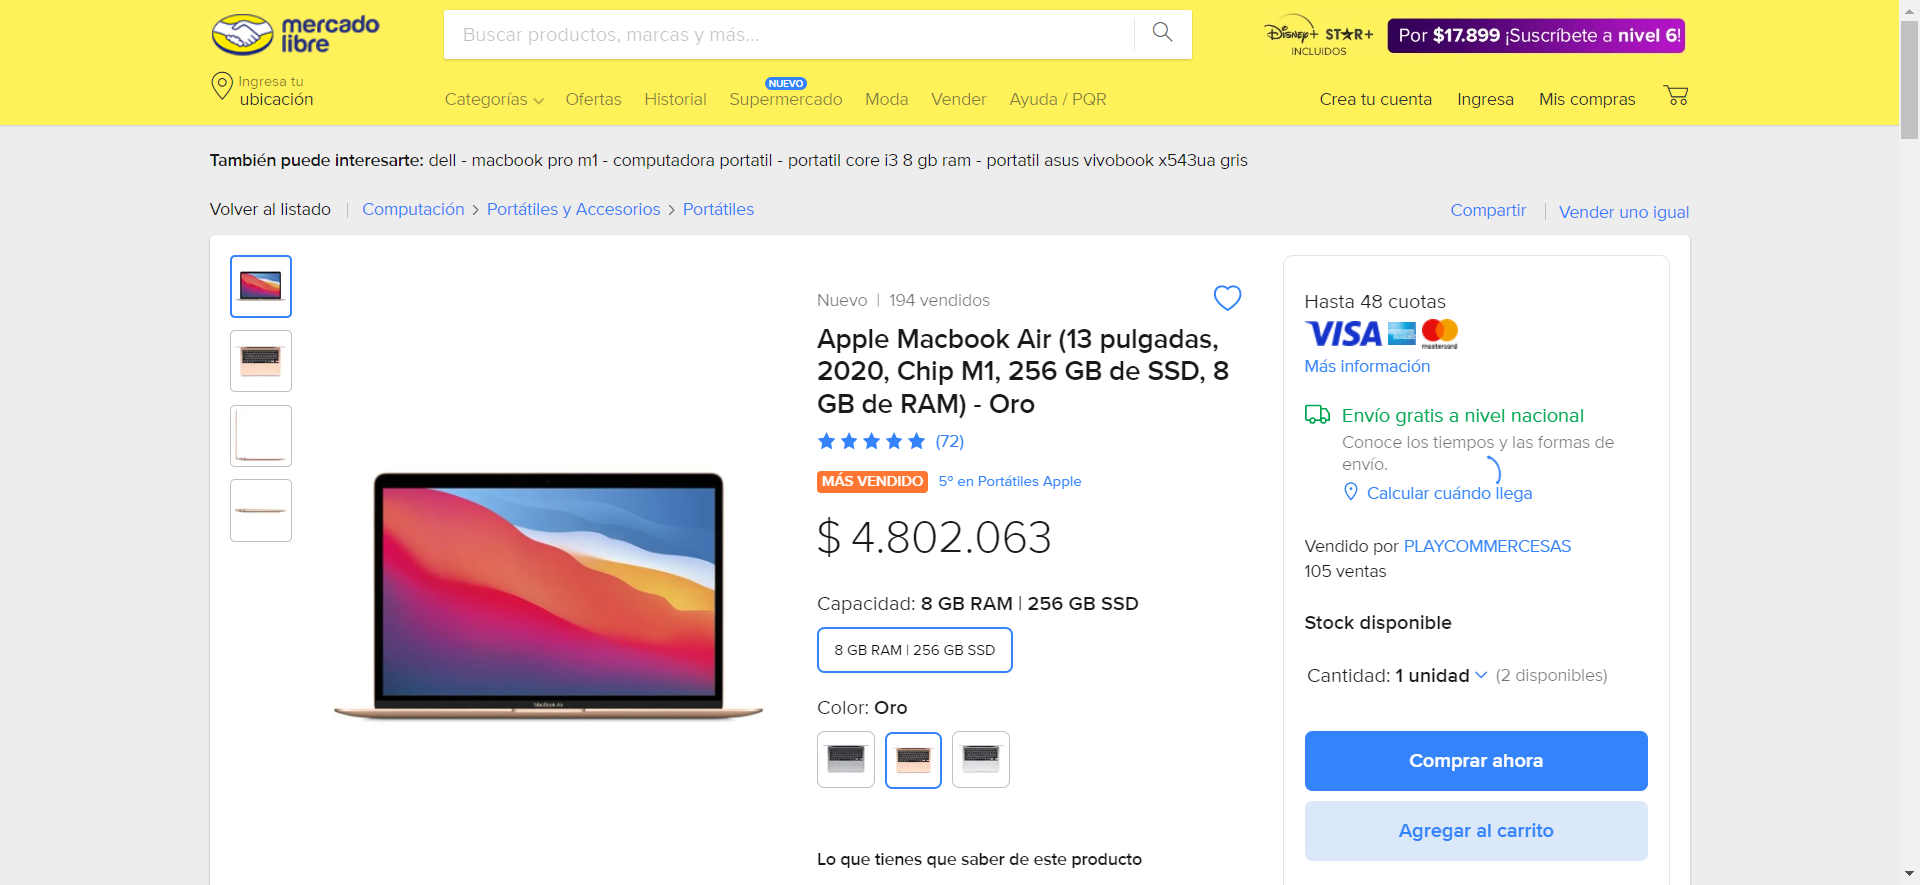 mercado
libre
Buscar productos, marcas y más...
Disney+ STAR+
INCLUIDOS
Por $17.899 ¡Suscríbete a nivel 6!
Ingresa tu
ubicación
Categorías
Ofertas
Historial
NUEVO
Supermercado
Moda
Vender
Ayuda / PQR
Crea tu cuenta
Ingresa
Mis compras
También puede interesarte: dell - macbook pro m1 - computadora portatil - portatil core i3 8 gb ram - portatil asus vivobook x543ua gris
Volver al listado | Computación > Portátiles y Accesorios > Portátiles
Compartir | Vender uno igual
Nuevo | 194 vendidos
Apple Macbook Air (13 pulgadas,
2020, Chip M1, 256 GB de SSD, 8
GB de RAM) - Oro
(72)
MÁS VENDIDO 5º en Portátiles Apple
$ 4.802.063
Capacidad: 8 GB RAM | 256 GB SSD
8 GB RAM | 256 GB SSD
Color: Oro
Lo que tienes que saber de este producto
MacBook Air
Hasta 48 cuotas
VISA
mastercard
Más información
Envío gratis a nivel nacional
Conoce los tiempos y las formas de
envío.
Calcular cuándo llega
Vendido por PLAYCOMMERCESAS
105 ventas
Stock disponible
Cantidad: 1 unidad (2 disponibles)
Comprar ahora
Agregar al carrito